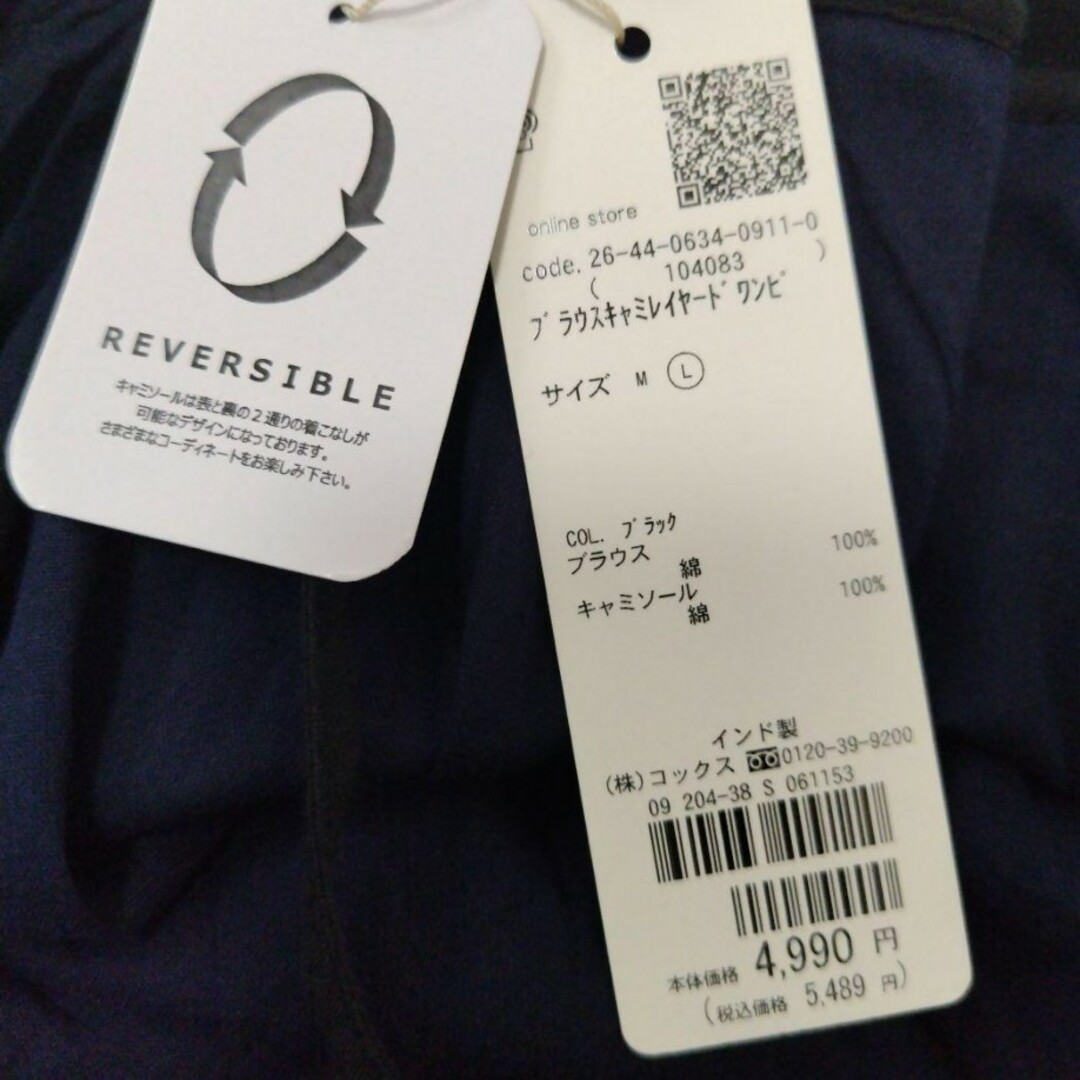 REVERSIBLE
キャミソールは表と裏の2通りの着こなしが
可能なデザインになっております。
さまざまなコーディネートをお楽しみ下さい。
online store
code. 26-44-0634-0911-0
( 104083 )
ブラウスキャミレイヤードワンピ
サイズ M L
COL. ブラック
ブラウス
綿 100%
キャミソール
綿 100%
インド製
(株)コックス 0120-39-9200
09 204-38 S 061153
本体価格 4,990 円
(税込価格 5,489 円)